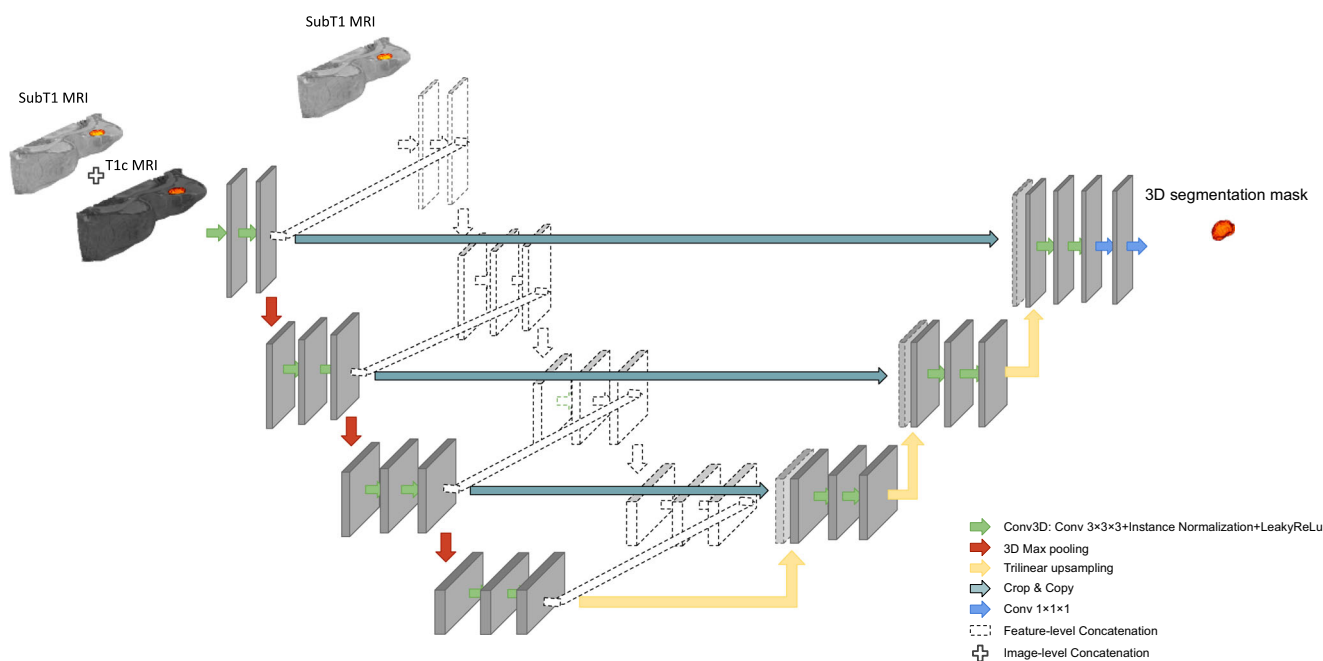 SubT1 MRI
SubT1 MRI
T1c MRI
3D segmentation mask
Conv3D: Conv 3×3×3+Instance Normalization+LeakyReLu
3D Max pooling
Trilinear upsampling
Crop & Copy
Conv 1×1×1
Feature-level Concatenation
Image-level Concatenation